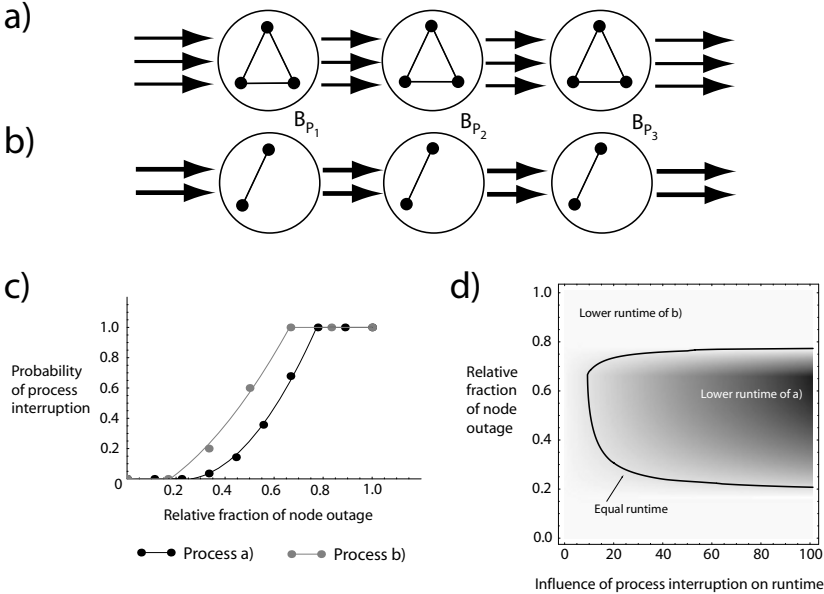 a)
B_{P_1}
B_{P_2}
B_{P_3}
b)
c)
Probability
of process
interruption
1.0
0.8
0.6
0.4
0.2
0
0.2
0.4
0.6
0.8
1.0
Relative fraction of node outage
Process a)
Process b)
d)
Relative
fraction
of node
outage
1.0
0.8
0.6
0.4
0.2
0.0
Lower runtime of b)
Lower runtime of a)
Equal runtime
0
20
40
60
80
100
Influence of process interruption on runtime